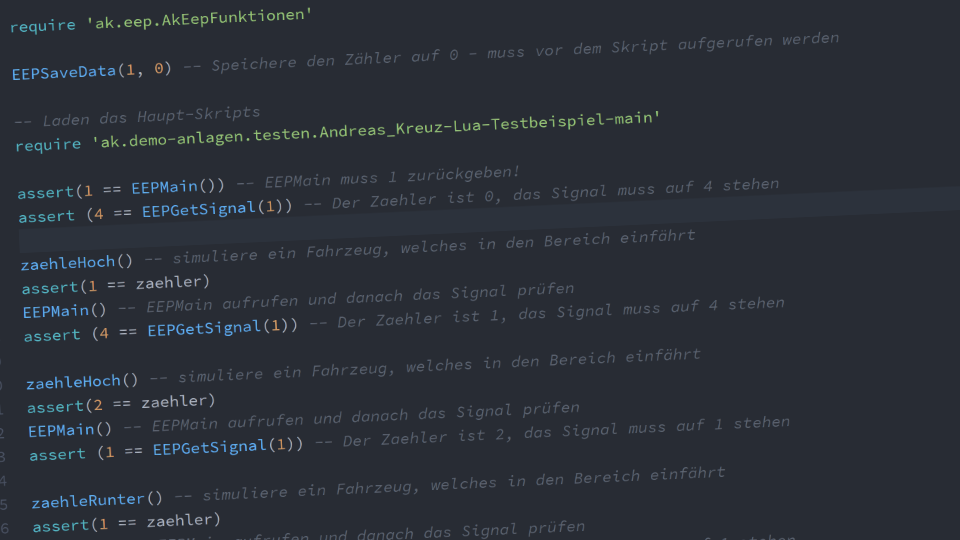 require 'ak.eep.AkEepFunktionen'
EEPSaveData(1, 0) -- Speichere den Zähler auf 0 - muss vor dem Skript aufgerufen werden
-- Laden das Haupt-Skripts
require 'ak.demo-anlagen.testen.Andreas_Kreuz-Lua-Testbeispiel-main'
assert(1 == EEPMain()) -- EEPMain muss 1 zurückgeben!
assert (4 == EEPGetSignal(1)) -- Der Zaehler ist 0, das Signal muss auf 4 stehen
zaehleHoch() -- simuliere ein Fahrzeug, welches in den Bereich einfährt
assert(1 == zaehler)
EEPMain() -- EEPMain aufrufen und danach das Signal prüfen
assert (4 == EEPGetSignal(1)) -- Der Zaehler ist 1, das Signal muss auf 4 stehen
zaehleHoch() -- simuliere ein Fahrzeug, welches in den Bereich einfährt
assert(2 == zaehler)
EEPMain() -- EEPMain aufrufen und danach das Signal prüfen
assert (1 == EEPGetSignal(1)) -- Der Zaehler ist 2, das Signal muss auf 1 stehen
zaehleRunter() -- simuliere ein Fahrzeug, welches in den Bereich einfährt
assert(1 == zaehler)
aufrufen und danach das Signal prüfen